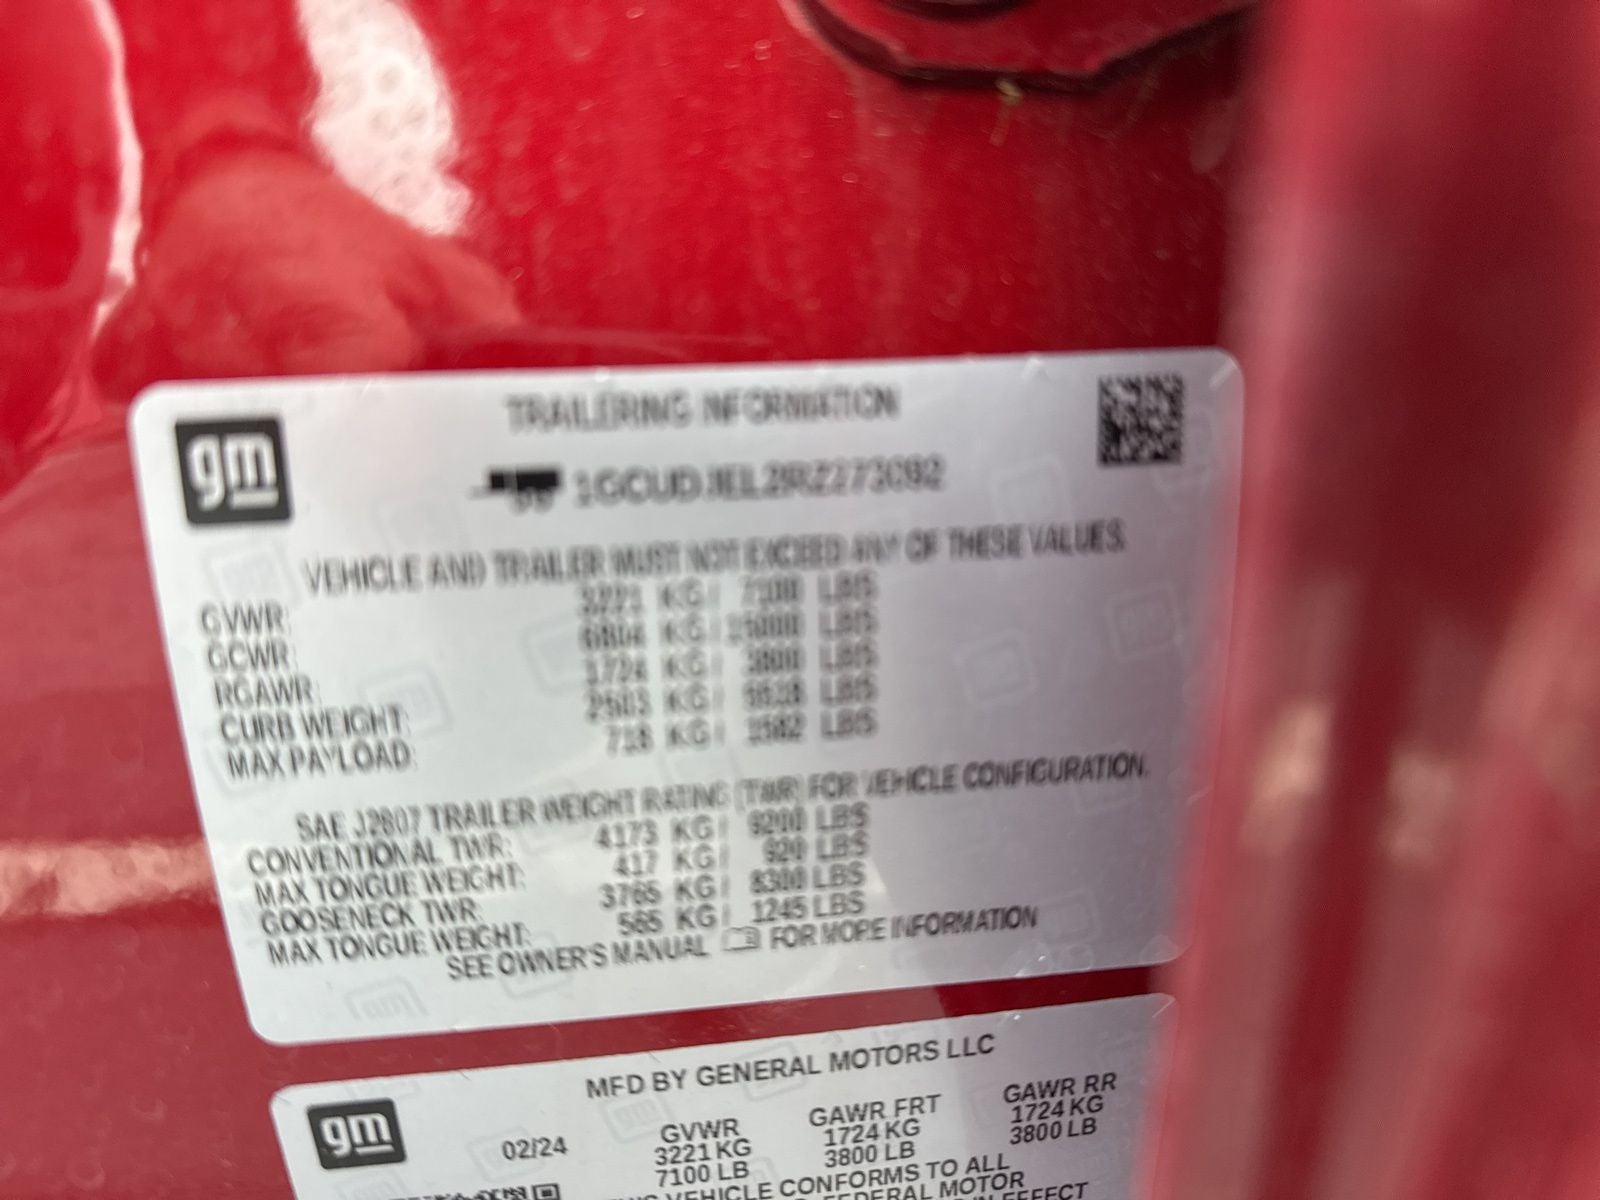 gm
TRAILERING INFORMATION
VEHICLE AND TRAILER MUST NOT EXCEED ANY OF THESE VALUES.
GVWR: 3221 KG / 7100 LBS
GCWR: 6804 KG / 15000 LBS
RGAWR: 1724 KG / 3800 LBS
CURB WEIGHT: 2503 KG / 5518 LBS
MAX PAYLOAD: 718 KG / 1582 LBS
SAE J2807 TRAILER WEIGHT RATING (TWR) FOR VEHICLE CONFIGURATION.
CONVENTIONAL TWR: 4173 KG / 9200 LBS
MAX TONGUE WEIGHT: 417 KG / 920 LBS
GOOSENECK TWR: 3765 KG / 8300 LBS
MAX TONGUE WEIGHT: 565 KG / 1245 LBS
SEE OWNER'S MANUAL FOR MORE INFORMATION
gm
MFD BY GENERAL MOTORS LLC
02/24 GVWR GAWR FRT GAWR RR
3221 KG 1724 KG 1724 KG
7100 LB 3800 LB 3800 LB
VEHICLE CONFORMS TO ALL
FEDERAL MOTOR
IN EFFECT